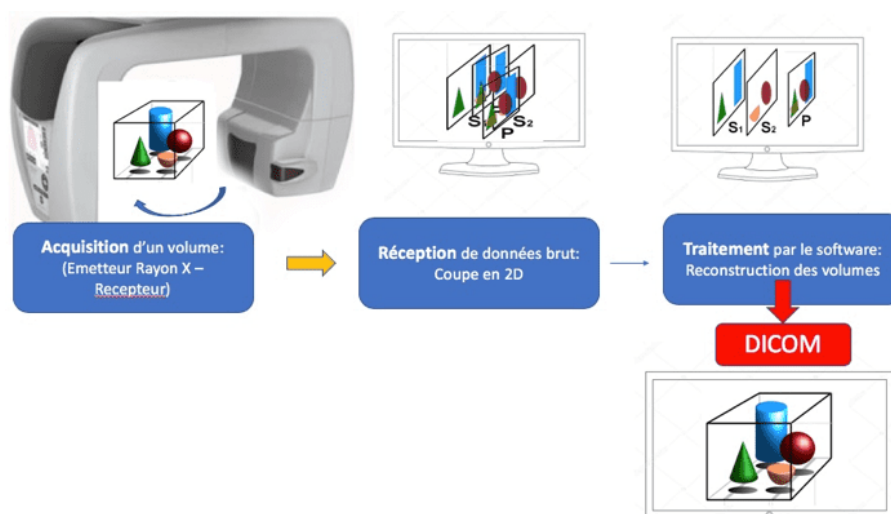 S₂
P
S₁
S₂
P
Acquisition d'un volume:
(Emetteur Rayon X –
Recepteur)
Réception de données brut:
Coupe en 2D
Traitement par le software:
Reconstruction des volumes
DICOM